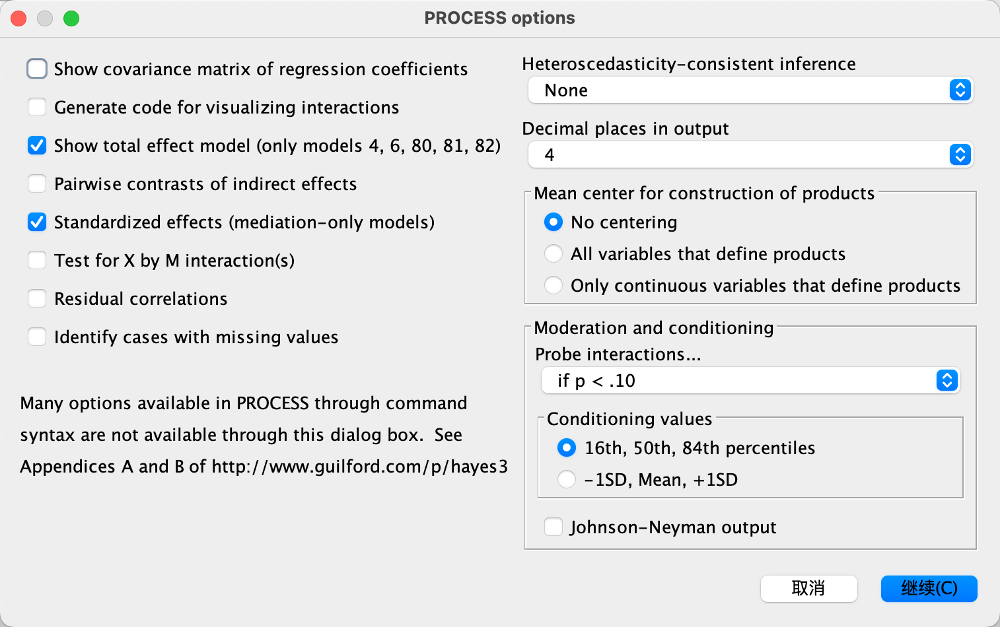 PROCESS options
Show covariance matrix of regression coefficients
Generate code for visualizing interactions
Show total effect model (only models 4, 6, 80, 81, 82)
Pairwise contrasts of indirect effects
Standardized effects (mediation-only models)
Test for X by M interaction(s)
Residual correlations
Identify cases with missing values
Many options available in PROCESS through command
syntax are not available through this dialog box.  See
Appendices A and B of http://www.guilford.com/p/hayes3
Heteroscedasticity-consistent inference
None
Decimal places in output
4
Mean center for construction of products
No centering
All variables that define products
Only continuous variables that define products
Moderation and conditioning
Probe interactions...
if p < .10
Conditioning values
16th, 50th, 84th percentiles
-1SD, Mean, +1SD
Johnson-Neyman output
取消
继续(C)